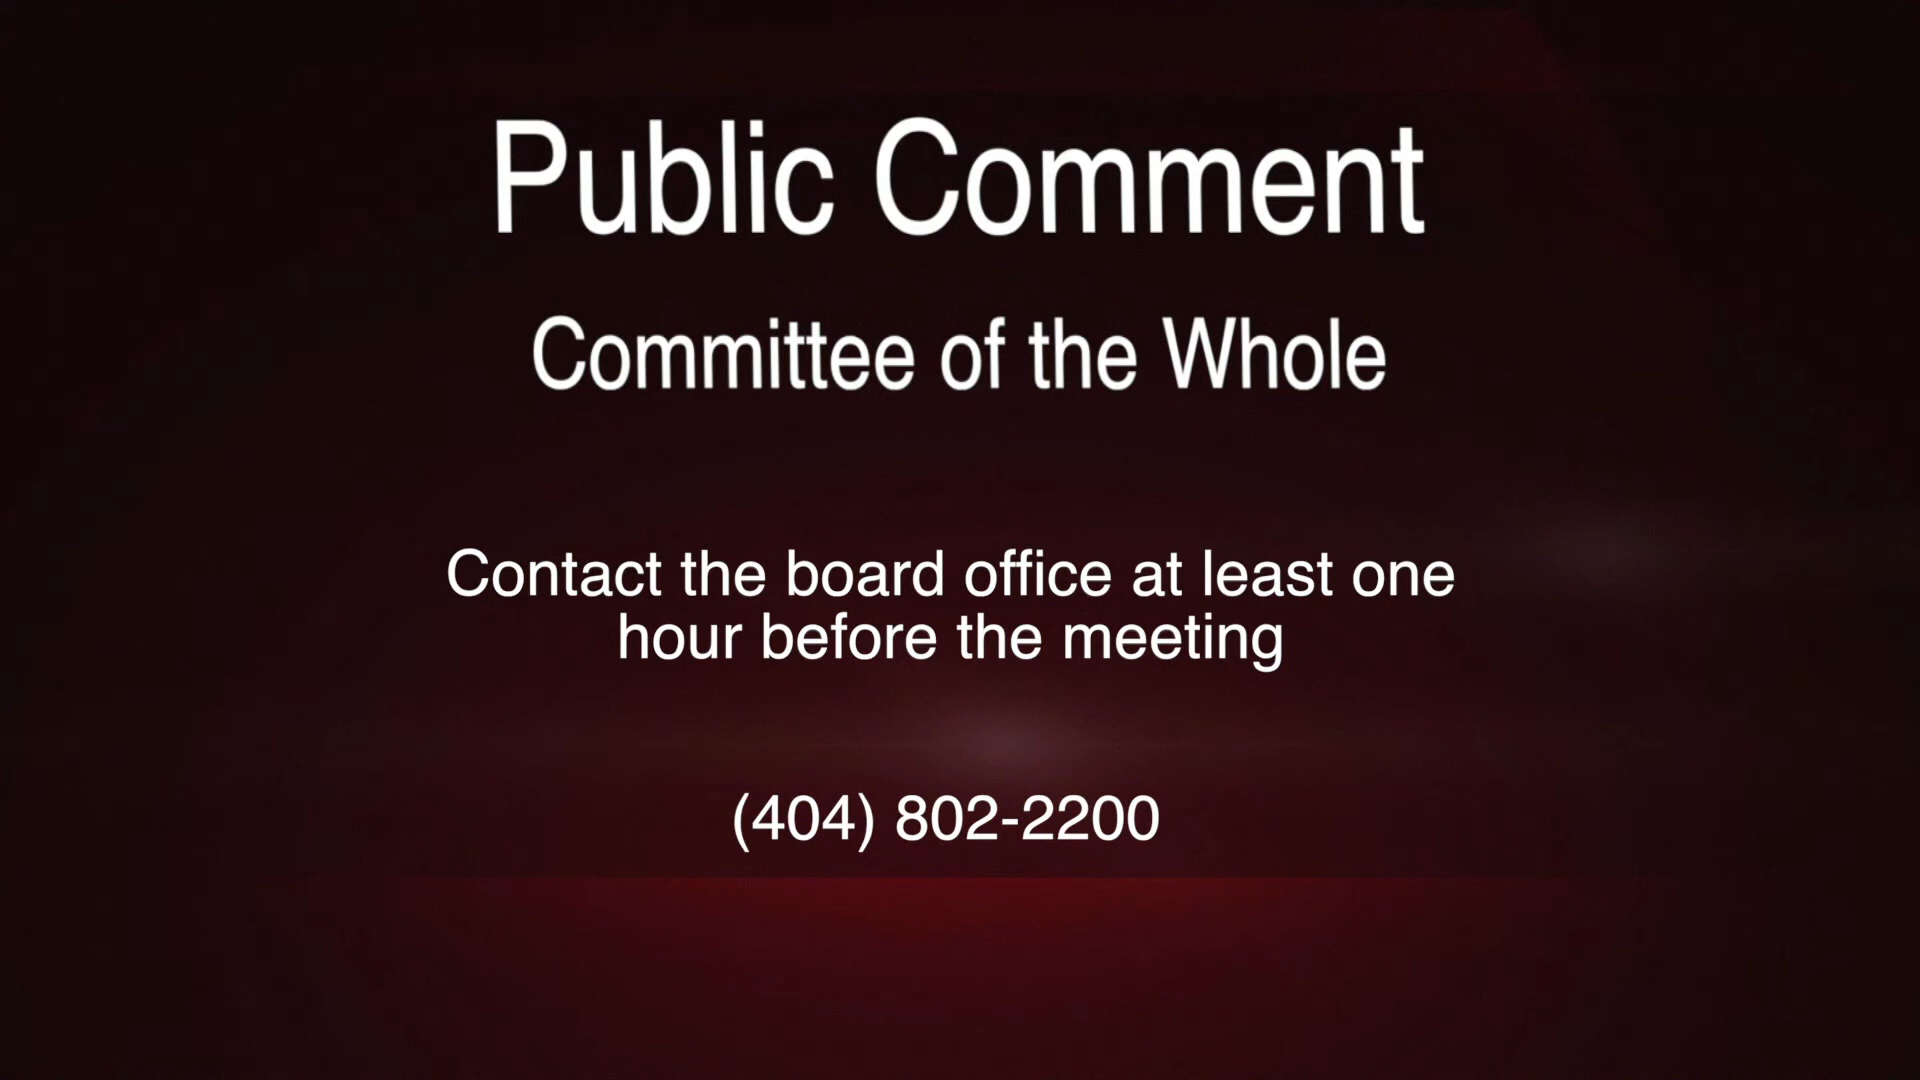 Public Comment
Committee of the Whole
Contact the board office at least one
hour before the meeting
(404) 802-2200